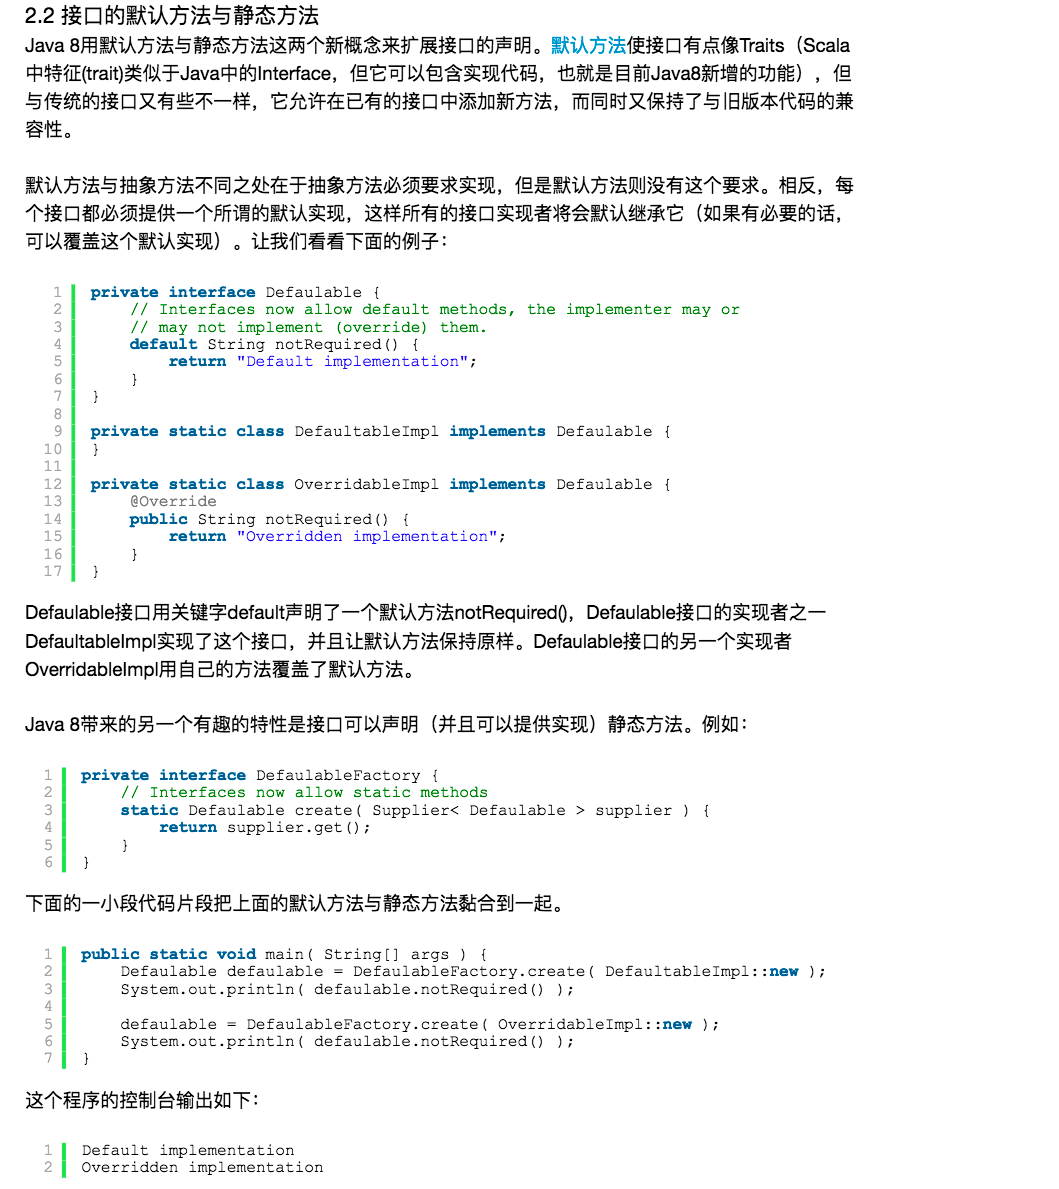 2.2 接口的默认方法与静态方法
Java 8用默认方法与静态方法这两个新概念来扩展接口的声明。默认方法使接口有点像Traits（Scala
中特征(trait)类似于Java中的Interface，但它可以包含实现代码，也就是目前Java8新增的功能），但
与传统的接口又有些不一样，它允许在已有的接口中添加新方法，而同时又保持了与旧版本代码的兼
容性。
默认方法与抽象方法不同之处在于抽象方法必须要求实现，但是默认方法则没有这个要求。相反，每
个接口都必须提供一个所谓的默认实现，这样所有的接口实现者将会默认继承它（如果有必要的话，
可以覆盖这个默认实现）。让我们看看下面的例子：
1 private interface Defaulable {
2     // Interfaces now allow default methods, the implementer may or
3     // may not implement (override) them.
4     default String notRequired() {
5         return "Default implementation";
6     }
7 }
8
9 private static class DefaultableImpl implements Defaulable {
10 }
11
12 private static class OverridableImpl implements Defaulable {
13     @Override
14     public String notRequired() {
15         return "Overridden implementation";
16     }
17 }
Defaulable接口用关键字default声明了一个默认方法notRequired()，Defaulable接口的实现者之一
DefaultableImpl实现了这个接口，并且让默认方法保持原样。Defaulable接口的另一个实现者
OverridableImpl用自己的方法覆盖了默认方法。
Java 8带来的另一个有趣的特性是接口可以声明（并且可以提供实现）静态方法。例如：
1 private interface DefaulableFactory {
2     // Interfaces now allow static methods
3     static Defaulable create( Supplier< Defaulable > supplier ) {
4         return supplier.get();
5     }
6 }
下面的一小段代码片段把上面的默认方法与静态方法黏合到一起。
1 public static void main( String[] args ) {
2     Defaulable defaulable = DefaulableFactory.create( DefaultableImpl::new );
3     System.out.println( defaulable.notRequired() );
4
5     defaulable = DefaulableFactory.create( OverridableImpl::new );
6     System.out.println( defaulable.notRequired() );
7 }
这个程序的控制台输出如下：
1 Default implementation
2 Overridden implementation